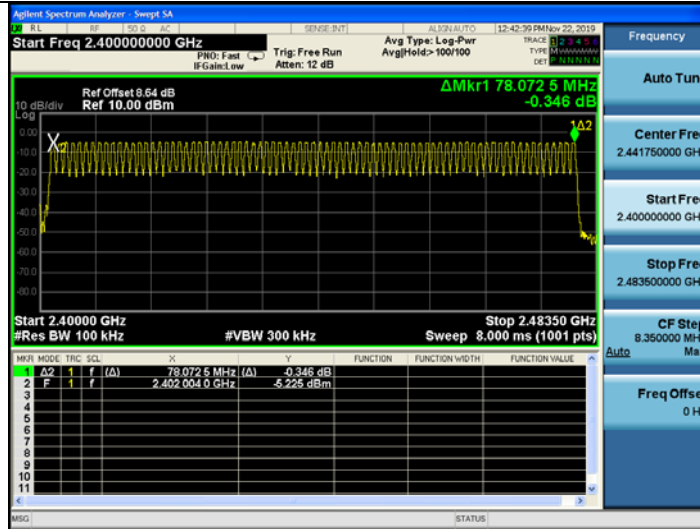 Agilent Spectrum Analyzer - Swept SA
RL RF 50 Ω AC SENSE:INT ALIGN AUTO 12:42:39 PM Nov 22, 2019
Start Freq 2.400000000 GHz
PNO: Fast
IFGain:Low
Trig: Free Run
Atten: 12 dB
Avg Type: Log-Pwr
Avg|Hold:>100/100
TRACE 1 2 3 4 5 6
TYPE M
DET P N N N N N
Frequency
Auto Tun
Center Fre
2.441750000 GH
Start Fre
2.400000000 GH
Stop Fre
2.483500000 GH
CF Step
8.350000 MH
Auto Ma
Freq Offse
0 H
Ref Offset 8.64 dB
10 dB/div Ref 10.00 dBm
Log
ΔMkr1 78.072 5 MHz
-0.346 dB
1Δ2
X2
0.00
-10.0
-20.0
-30.0
-40.0
-50.0
-60.0
-70.0
-80.0
Start 2.40000 GHz Stop 2.48350 GHz
#Res BW 100 kHz #VBW 300 kHz Sweep 8.000 ms (1001 pts)
MKR MODE TRC SCL X Y FUNCTION FUNCTION WIDTH FUNCTION VALUE
1 Δ2 1 f (Δ) 78.072 5 MHz (Δ) -0.346 dB
2 F 1 f 2.402 004 0 GHz -5.225 dBm
3
4
5
6
7
8
9
10
11
MSG STATUS